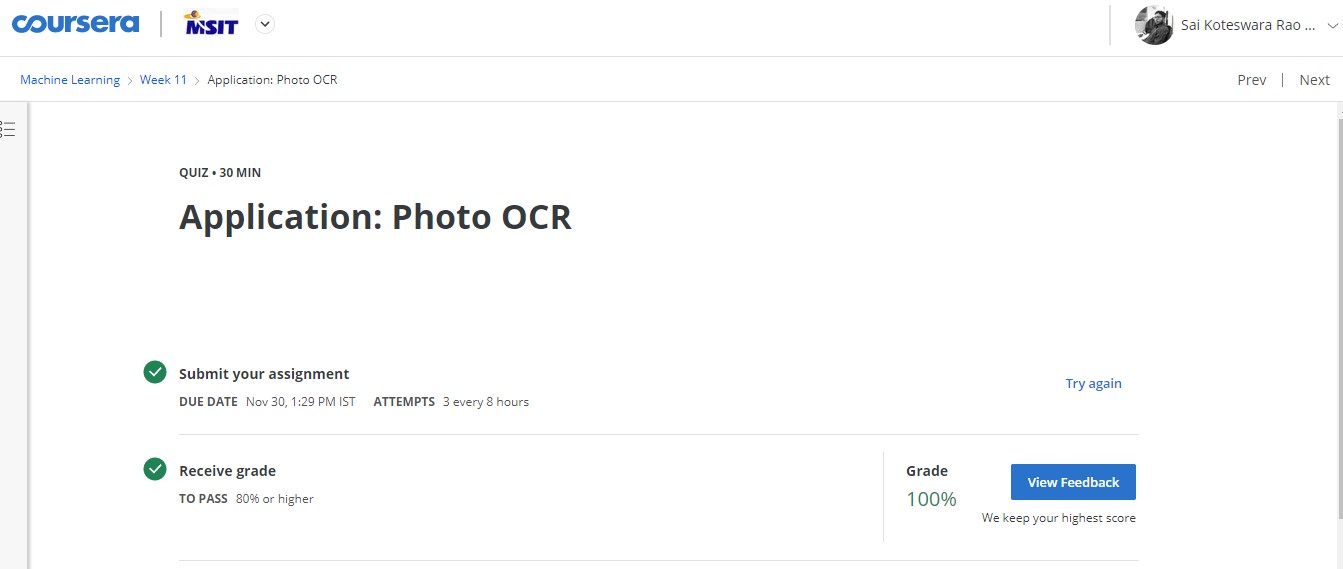 coursera MSIT Sai Koteswara Rao ...
Machine Learning > Week 11 > Application: Photo OCR Prev | Next
QUIZ • 30 MIN
Application: Photo OCR
Submit your assignment
Try again
DUE DATE Nov 30, 1:29 PM IST ATTEMPTS 3 every 8 hours
Receive grade
TO PASS 80% or higher
Grade
100%
View Feedback
We keep your highest score